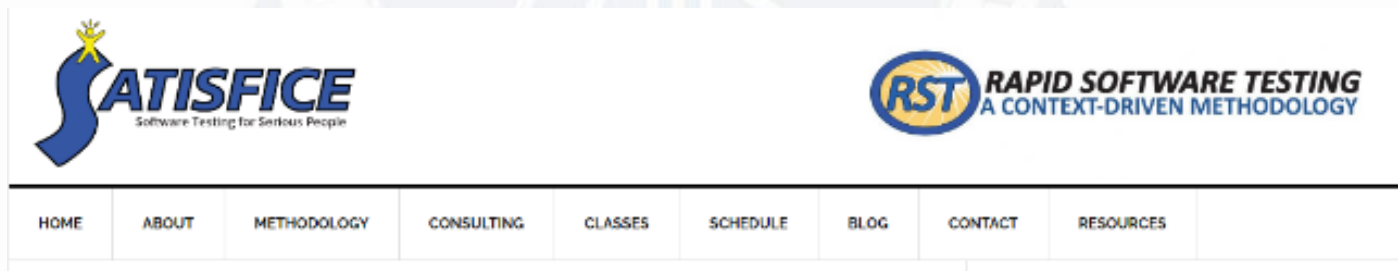 SATISFICE
Software Testing for Serious People
RST
RAPID SOFTWARE TESTING
A CONTEXT-DRIVEN METHODOLOGY
HOME ABOUT METHODOLOGY CONSULTING CLASSES SCHEDULE BLOG CONTACT RESOURCES